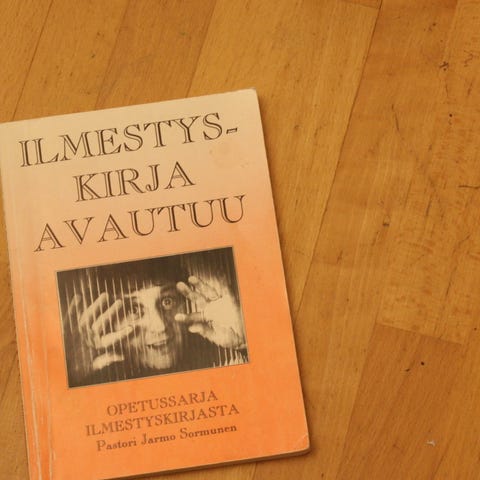 ILMESTYS-
KIRJA
AVAUTUU
OPETUSSARJA
ILMESTYSKIRJASTA
Pastori Jarmo Sormunen